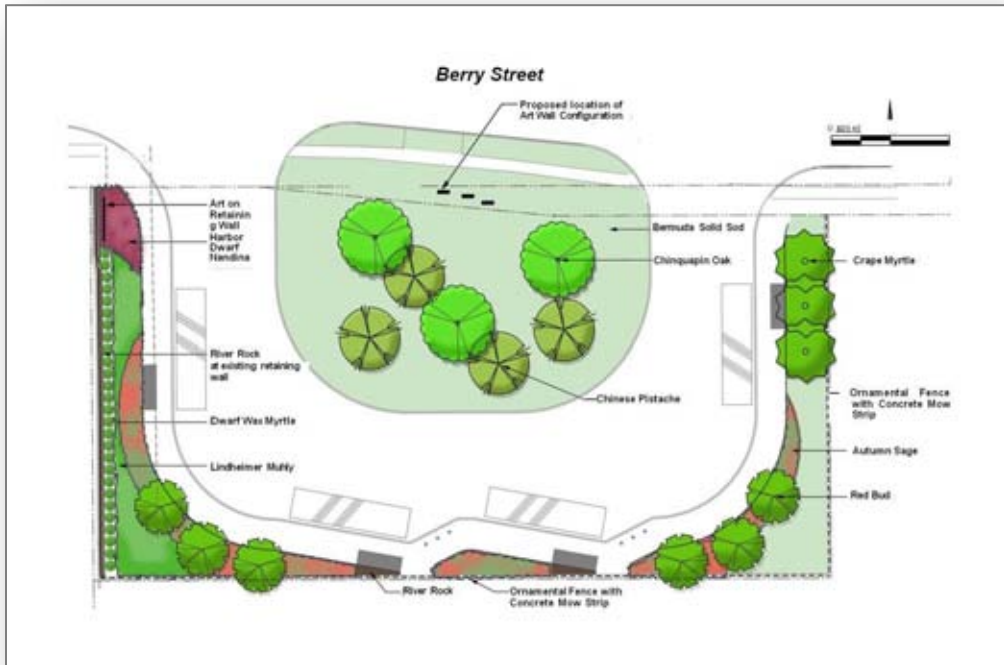 Berry Street
Proposed location of
Art Wall Configuration
Art on
Retainin
g Wall
Harbor
Dwarf
Nandina
Bermuda Solid Sod
Chinquapin Oak
Crape Myrtle
River Rock
at existing retaining
wall
Chinese Pistache
Ornamental Fence
with Concrete Mow
Strip
Dwarf Wax Myrtle
Autumn Sage
Lindheimer Muhly
Red Bud
River Rock
Ornamental Fence with
Concrete Mow Strip